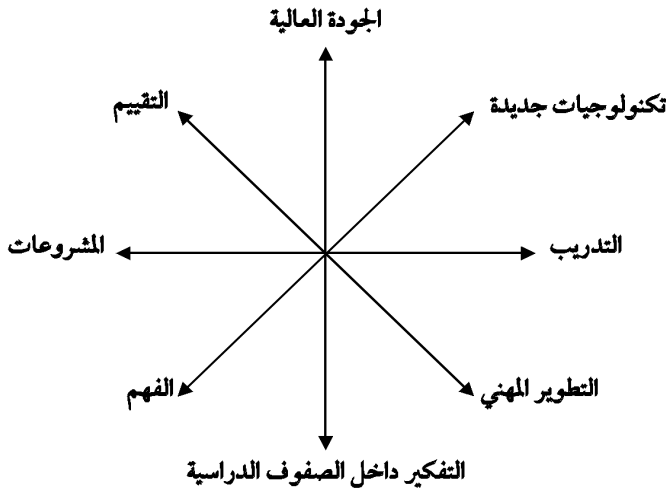 الجودة العالية
تكنولوجيات جديدة
التقييم
التدريب
المشروعات
التطوير المهني
الفهم
التفكير داخل الصفوف الدراسية